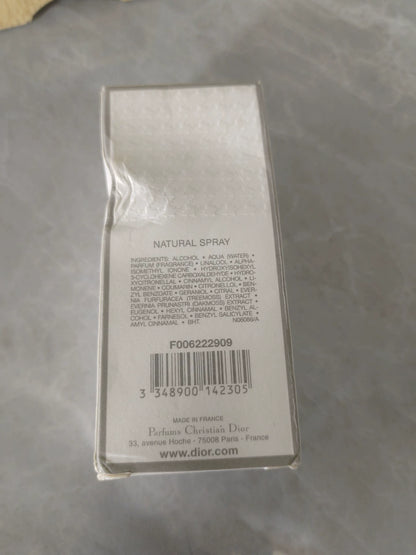 NATURAL SPRAY
INGREDIENTS: ALCOHOL • AQUA (WATER) •
PARFUM (FRAGRANCE) • LINALOOL • ALPHA-
ISOMETHYL IONONE • HYDROXYISOHEXYL
3-CYCLOHEXENE CARBOXALDEHYDE • HYDRO-
XYCITRONELLAL • CINNAMYL ALCOHOL • LI-
MONENE • COUMARIN • CITRONELLOL • BEN-
ZYL BENZOATE • GERANIOL • CITRAL • EVER-
NIA FURFURACEA (TREEMOSS) EXTRACT •
EVERNIA PRUNASTRI (OAKMOSS) EXTRACT •
EUGENOL • HEXYL CINNAMAL • BENZYL AL-
COHOL • FARNESOL • BENZYL SALICYLATE •
AMYL CINNAMAL • BHT. N06086/A
F006222909
3 348900 142305
MADE IN FRANCE
Parfums Christian Dior
33, avenue Hoche - 75008 Paris - France
www.dior.com